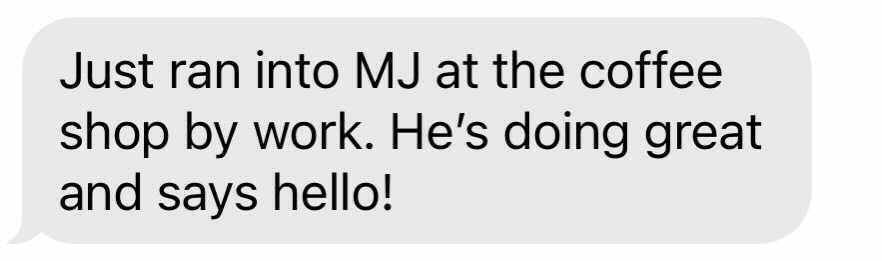 Just ran into MJ at the coffee
shop by work. He’s doing great
and says hello!